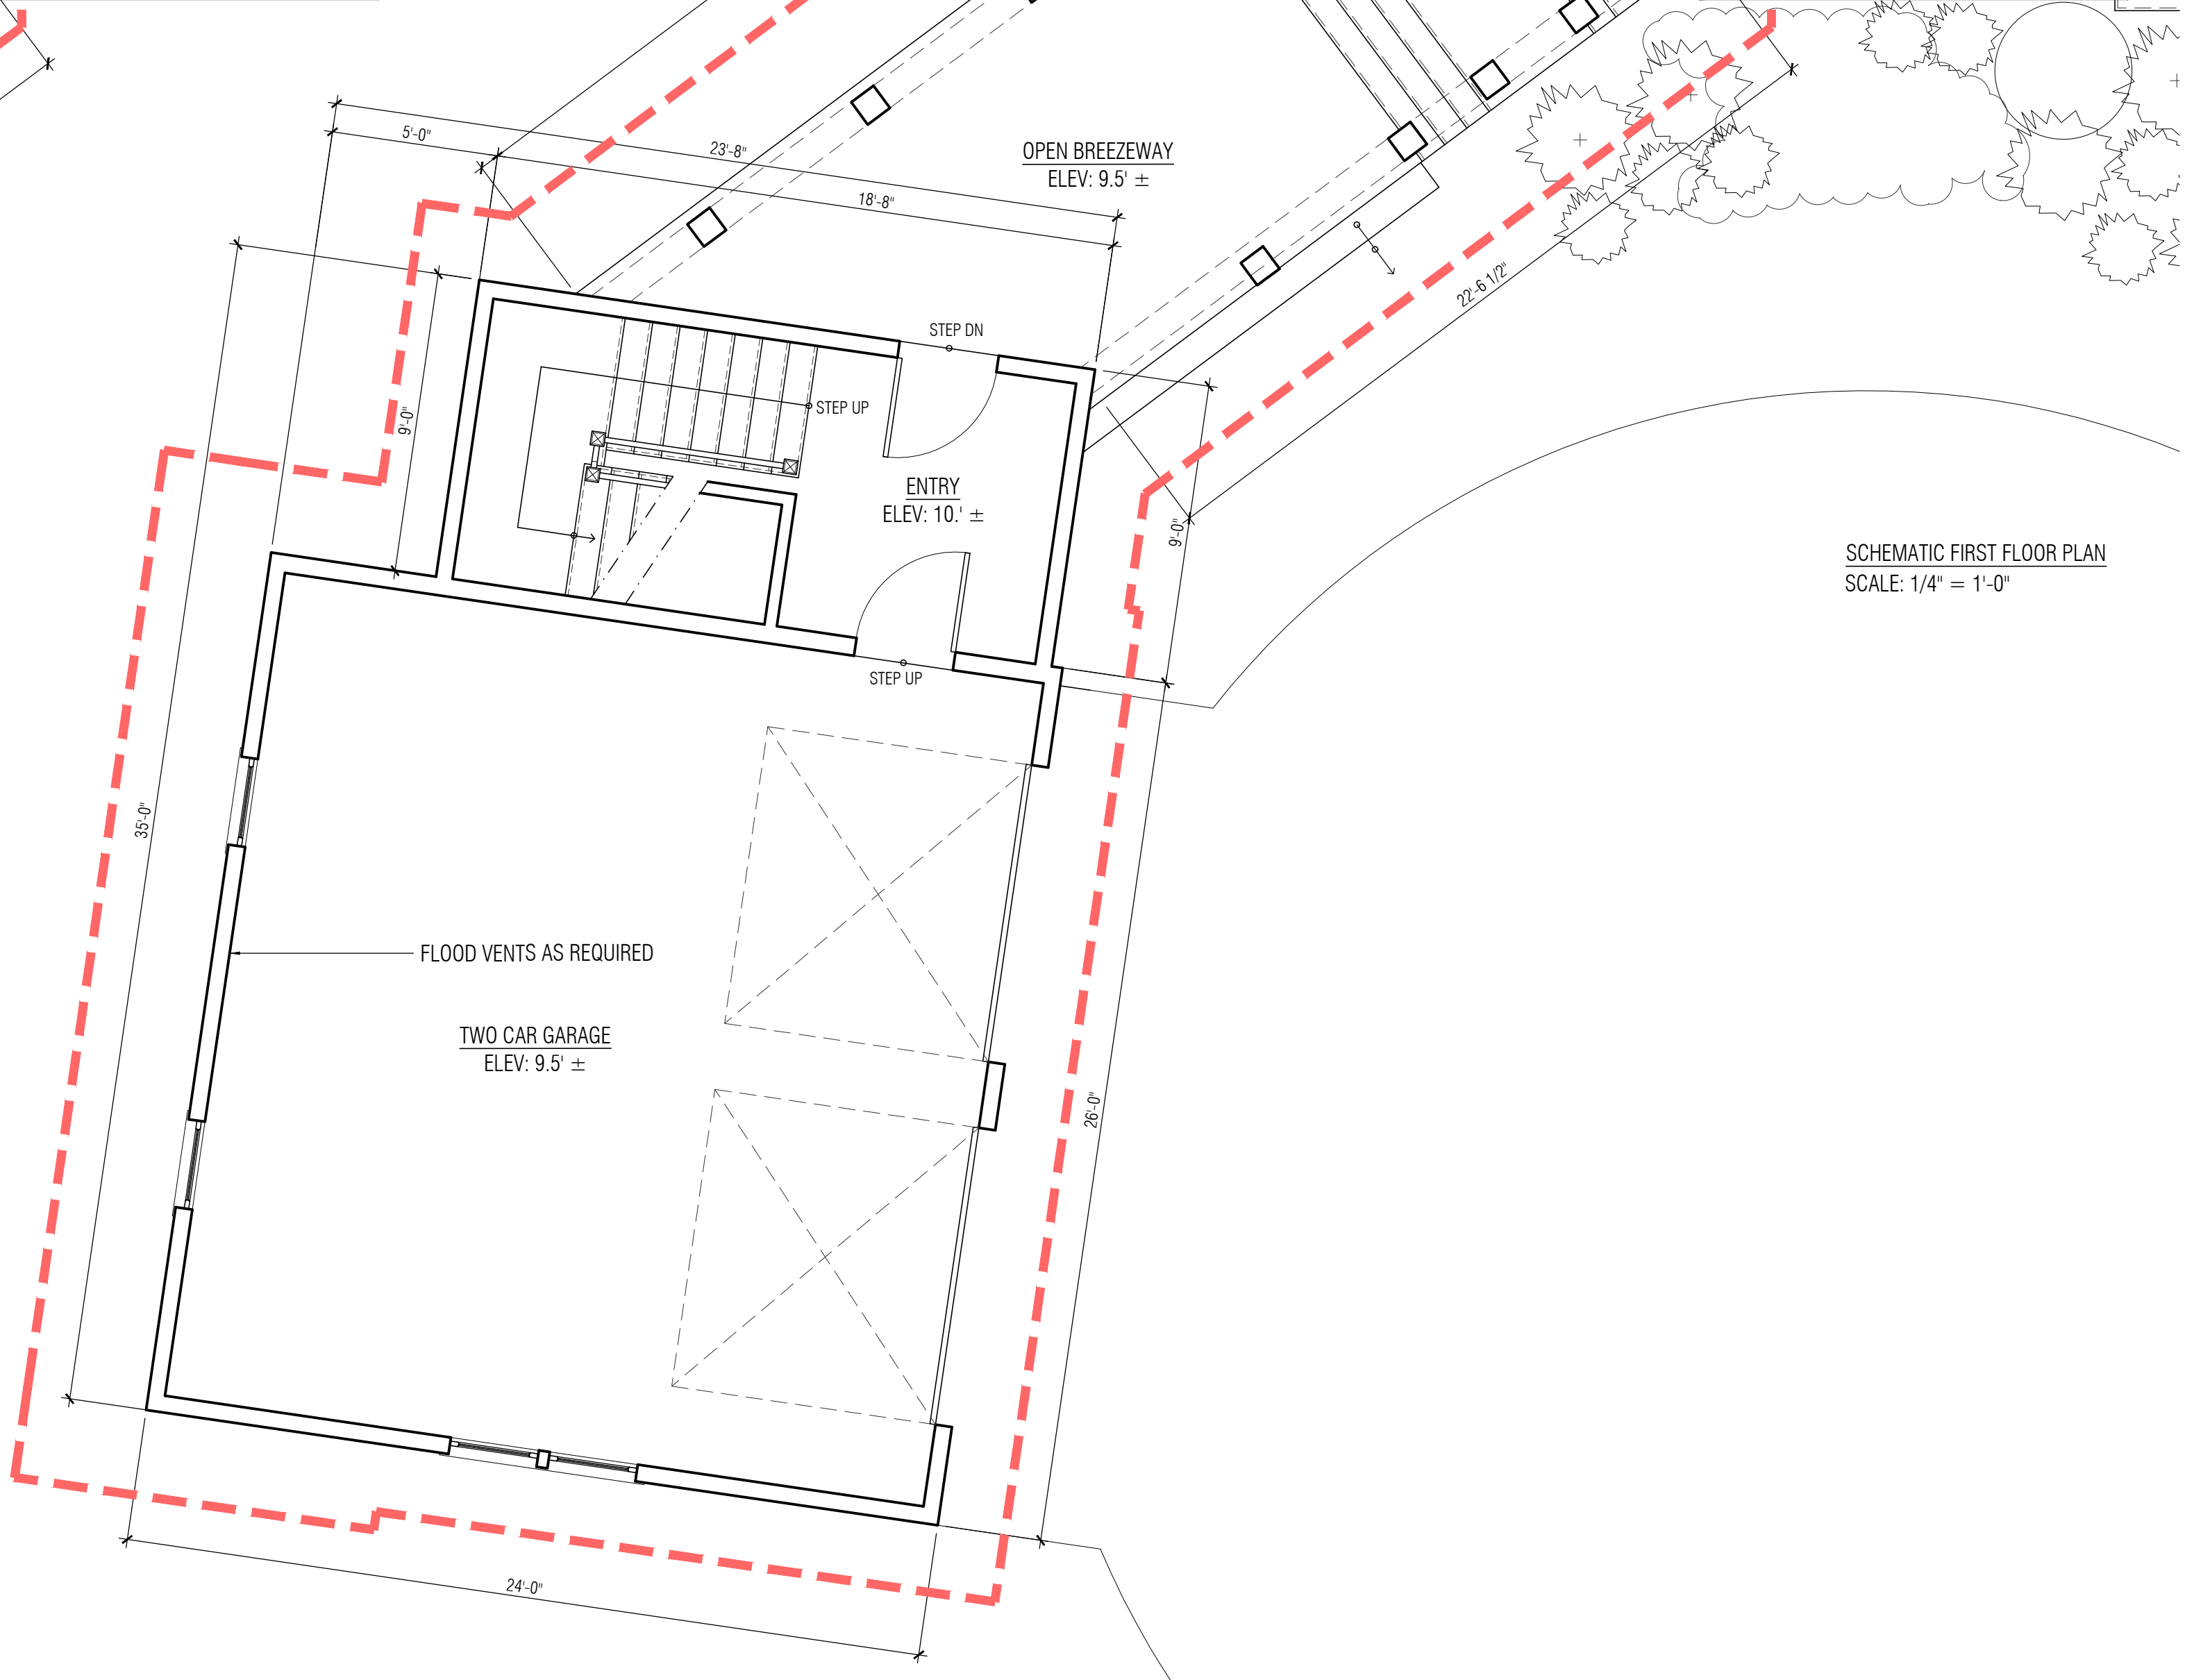 5'-0"
23'-8"
OPEN BREEZEWAY
ELEV: 9.5' ±
18'-8"
22'-6 1/2"
STEP DN
9'-0"
STEP UP
ENTRY
ELEV: 10.' ±
9'-0"
SCHEMATIC FIRST FLOOR PLAN
SCALE: 1/4" = 1'-0"
STEP UP
35'-0"
FLOOD VENTS AS REQUIRED
TWO CAR GARAGE
ELEV: 9.5' ±
26'-0"
24'-0"